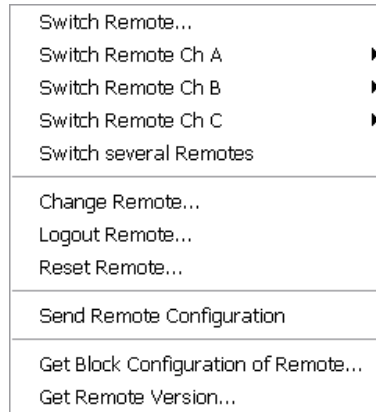 Switch Remote...
Switch Remote Ch A
Switch Remote Ch B
Switch Remote Ch C
Switch several Remotes
Change Remote...
Logout Remote...
Reset Remote...
Send Remote Configuration
Get Block Configuration of Remote...
Get Remote Version...